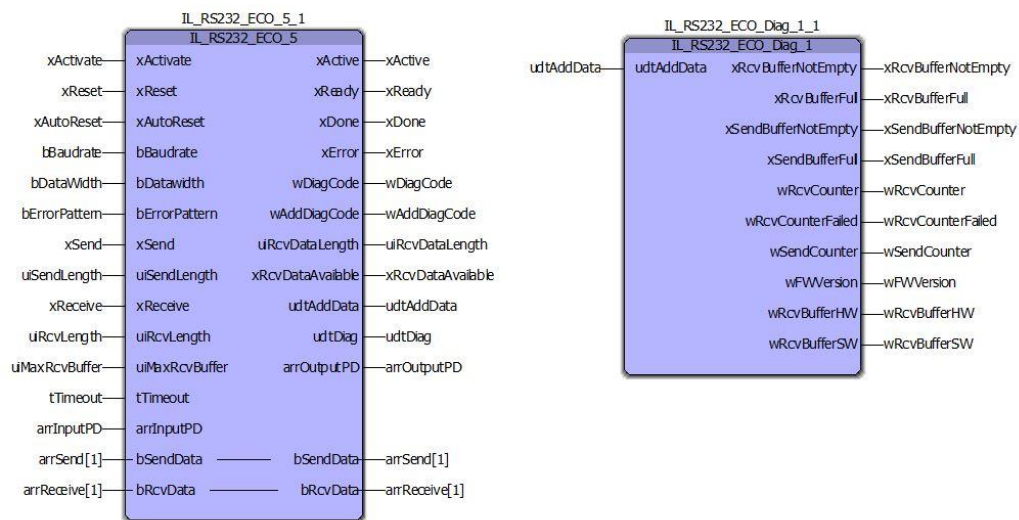 IL_RS232_ECO_5_1
IL_RS232_ECO_5
xActivate xActivate xActive xActive
xReset xReset xReady xReady
xAutoReset xAutoReset xDone xDone
bBaudrate bBaudrate xError xError
bDataWidth bDatawidth wDiagCode wDiagCode
bErrorPattern bErrorPattern wAddDiagCode wAddDiagCode
xSend xSend uiRcvDataLength uiRcvDataLength
uiSendLength uiSendLength xRcvDataAvailable xRcvDataAvailable
xReceive xReceive udtAddData udtAddData
uiRcvLength uiRcvLength udtDiag udtDiag
uiMaxRcvBuffer uiMaxRcvBuffer arrOutputPD arrOutputPD
tTimeout tTimeout
arrInputPD arrInputPD
arrSend[1] bSendData bSendData arrSend[1]
arrReceive[1] bRcvData bRcvData arrReceive[1]
IL_RS232_ECO_Diag_1_1
IL_RS232_ECO_Diag_1
udtAddData udtAddData xRcvBufferNotEmpty xRcvBufferNotEmpty
xRcvBufferFull xRcvBufferFull
xSendBufferNotEmpty xSendBufferNotEmpty
xSendBufferFull xSendBufferFull
wRcvCounter wRcvCounter
wRcvCounterFailed wRcvCounterFailed
wSendCounter wSendCounter
wFWVersion wFWVersion
wRcvBufferHW wRcvBufferHW
wRcvBufferSW wRcvBufferSW